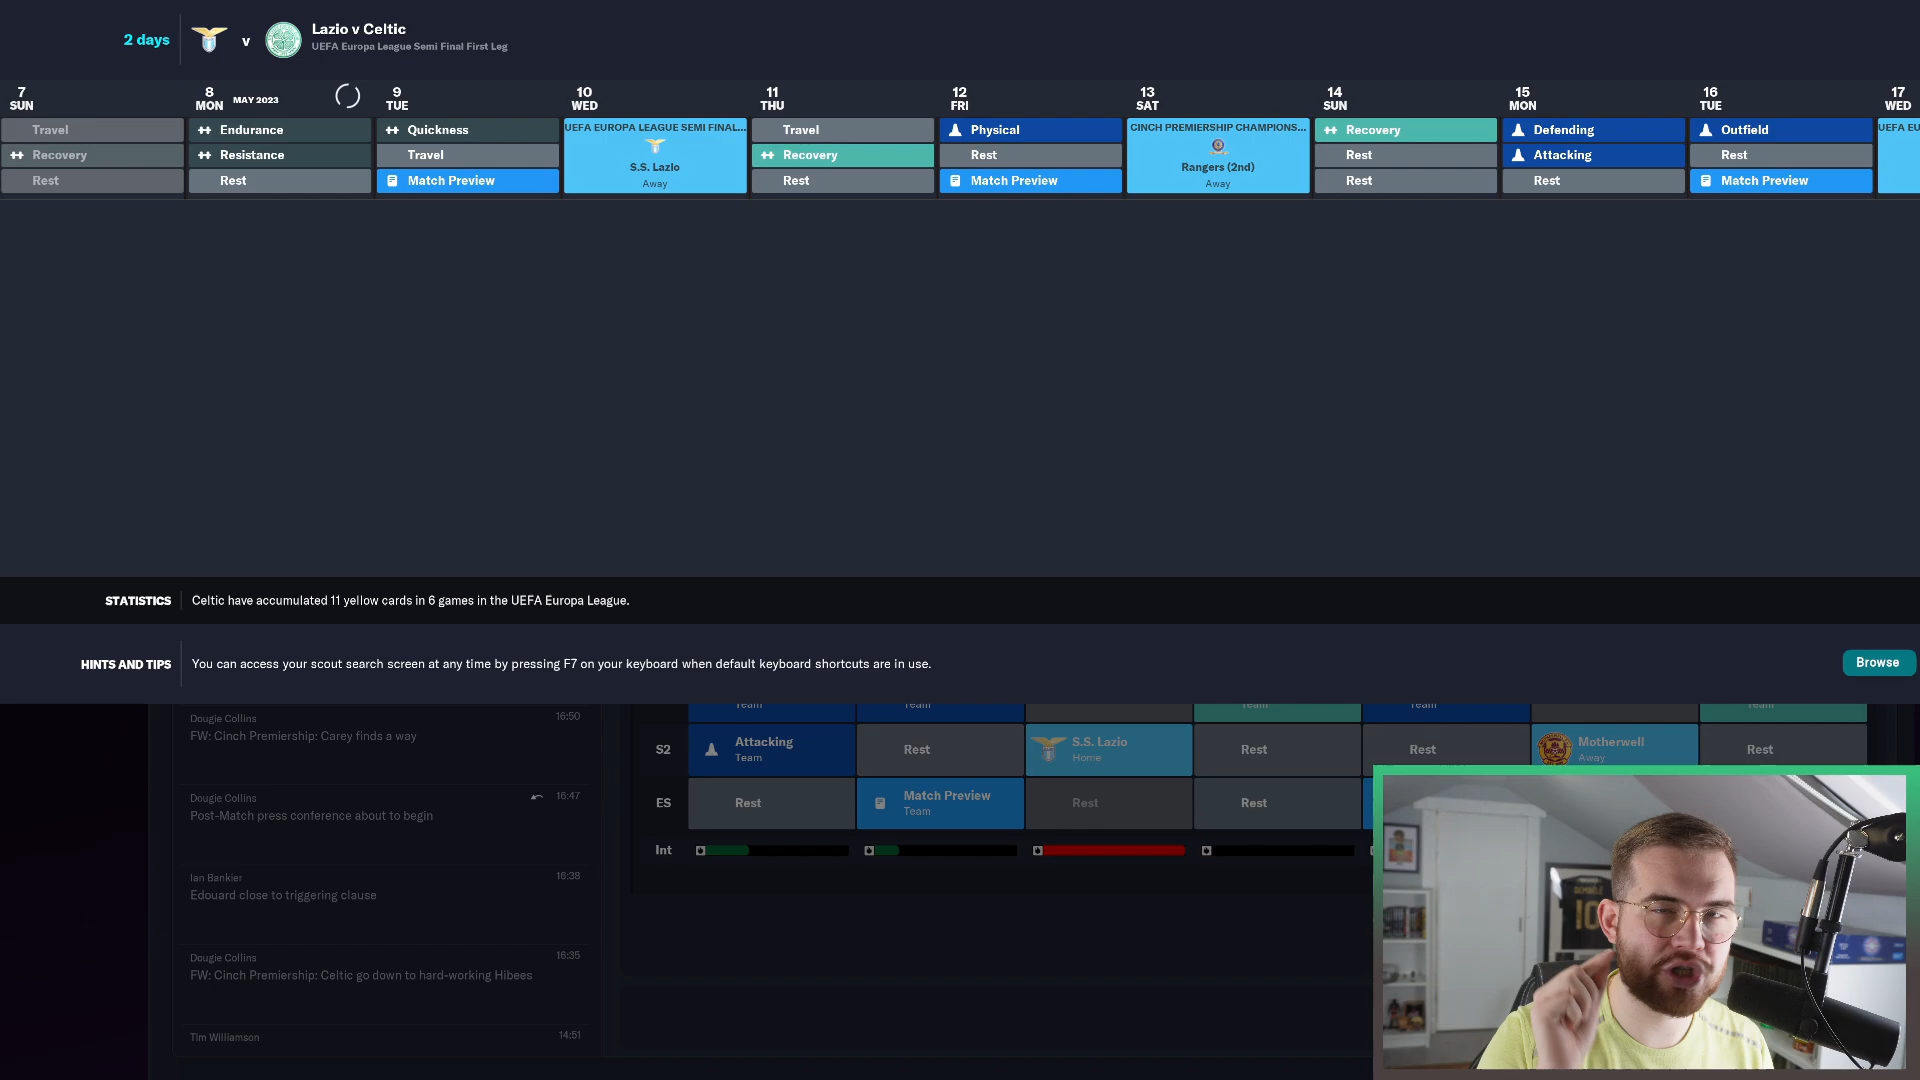 2 days
v
Lazio v Celtic
UEFA Europa League Semi Final First Leg
7 SUN
8 MON MAY 2023
9 TUE
10 WED
11 THU
12 FRI
13 SAT
14 SUN
15 MON
16 TUE
17 WED
Travel
Recovery
Rest
Endurance
Resistance
Rest
Quickness
Travel
Match Preview
UEFA EUROPA LEAGUE SEMI FINAL...
S.S. Lazio
Away
Travel
Recovery
Rest
Physical
Rest
Match Preview
CINCH PREMIERSHIP CHAMPIONS...
Rangers (2nd)
Away
Recovery
Rest
Rest
Defending
Attacking
Rest
Outfield
Rest
Match Preview
UEFA EU
STATISTICS
Celtic have accumulated 11 yellow cards in 6 games in the UEFA Europa League.
HINTS AND TIPS
You can access your scout search screen at any time by pressing F7 on your keyboard when default keyboard shortcuts are in use.
Browse
Dougie Collins 16:50
FW: Cinch Premiership: Carey finds a way
Dougie Collins 16:47
Post-Match press conference about to begin
Ian Bankier 16:38
Edouard close to triggering clause
Dougie Collins 16:35
FW: Cinch Premiership: Celtic go down to hard-working Hibees
Tim Williamson 14:51
Team Team Team Team Team
S2
Attacking
Team
Rest
S.S. Lazio
Home
Rest
Rest
Motherwell
Away
Rest
ES
Rest
Match Preview
Team
Rest
Rest
Int
DEMBÉLÉ
10